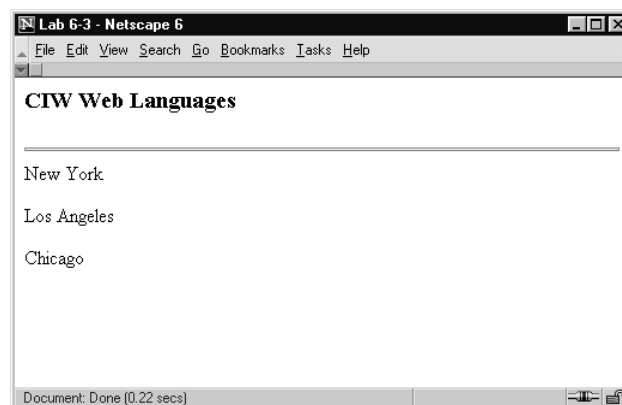 Lab 6-3 - Netscape 6
File Edit View Search Go Bookmarks Tasks Help
CIW Web Languages
New York
Los Angeles
Chicago
Document: Done (0.22 secs)